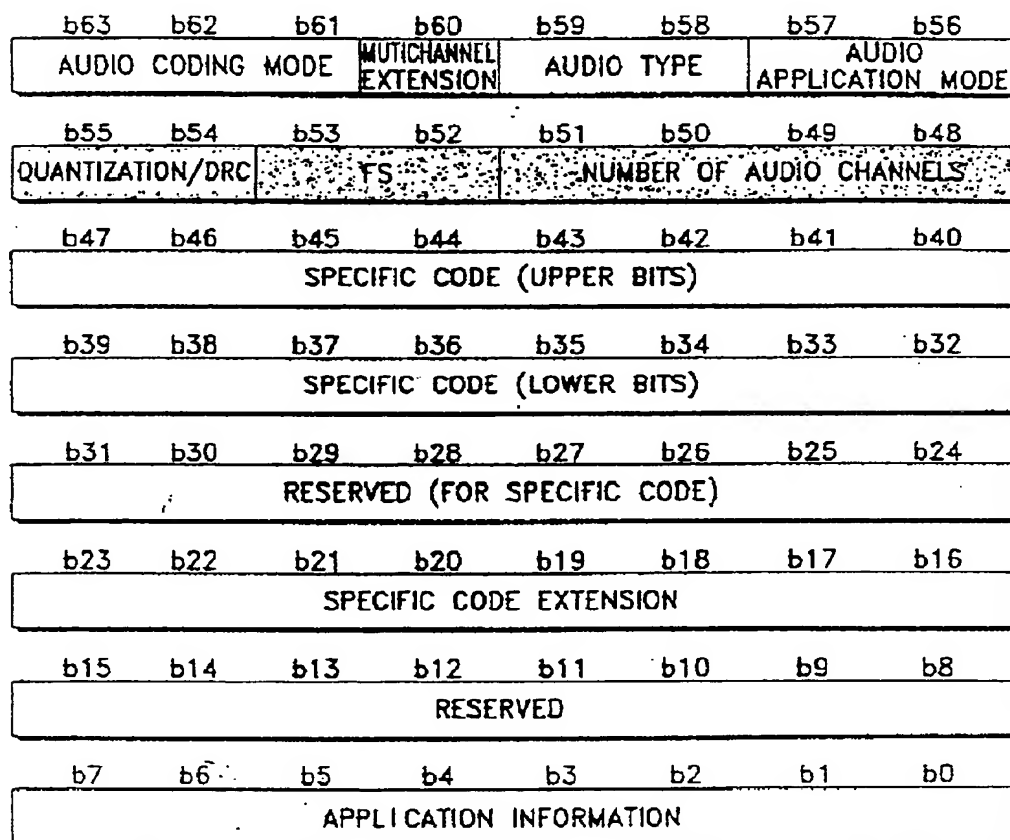 b63 b62 b61 b60 b59 b58 b57 b56
AUDIO CODING MODE MUTICHANNEL EXTENSION AUDIO TYPE AUDIO APPLICATION MODE
b55 b54 b53 b52 b51 b50 b49 b48
QUANTIZATION/DRC FS NUMBER OF AUDIO CHANNELS
b47 b46 b45 b44 b43 b42 b41 b40
SPECIFIC CODE (UPPER BITS)
b39 b38 b37 b36 b35 b34 b33 b32
SPECIFIC CODE (LOWER BITS)
b31 b30 b29 b28 b27 b26 b25 b24
RESERVED (FOR SPECIFIC CODE)
b23 b22 b21 b20 b19 b18 b17 b16
SPECIFIC CODE EXTENSION
b15 b14 b13 b12 b11 b10 b9 b8
RESERVED
b7 b6 b5 b4 b3 b2 b1 b0
APPLICATION INFORMATION